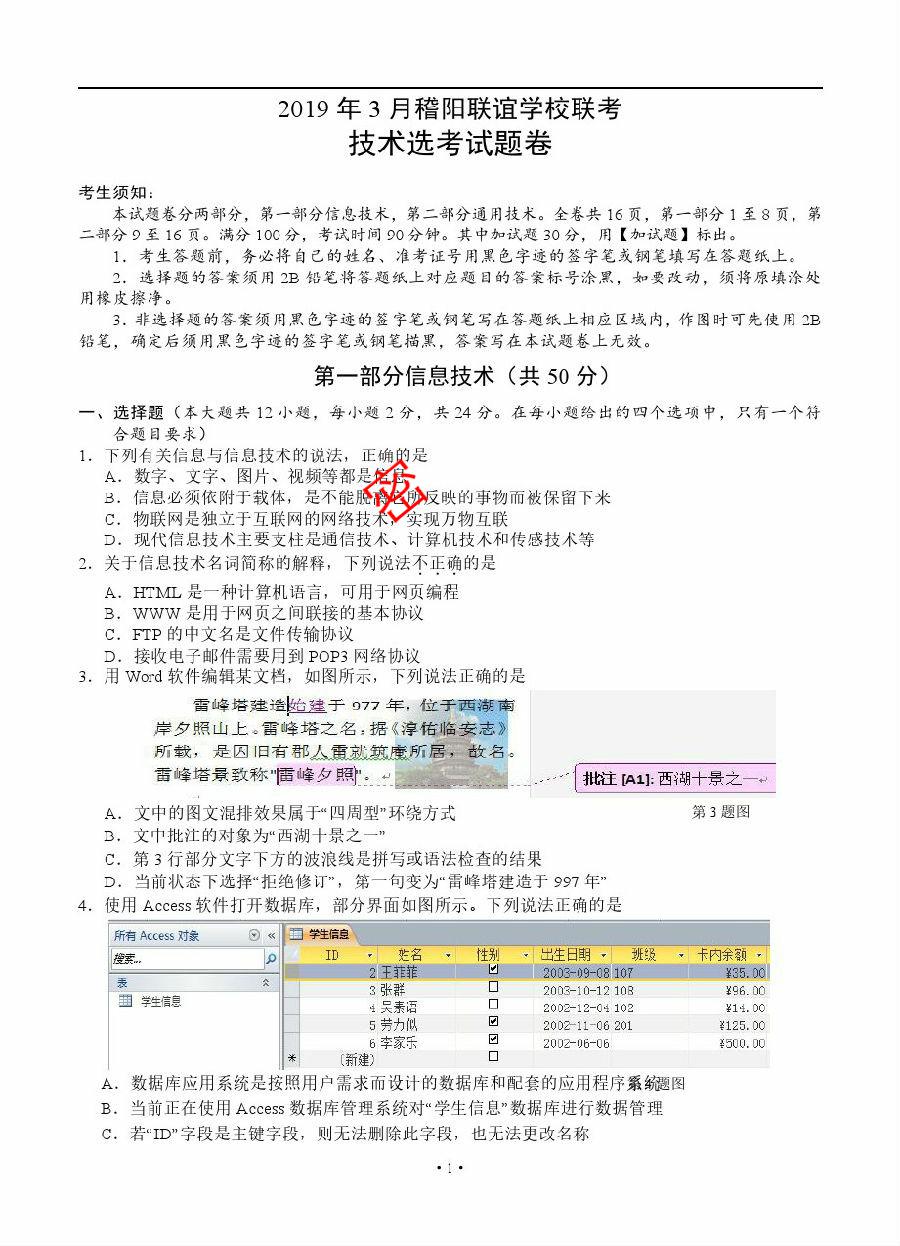 2019 年 3 月稽阳联谊学校联考
技术选考试题卷
考生须知：
本试题卷分两部分，第一部分信息技术，第二部分通用技术。全卷共 16 页，第一部分 1 至 8 页，第
二部分 9 至 16 页。满分 100 分，考试时间 90 分钟。其中加试题 30 分，用【加试题】标出。
1．考生答题前，务必将自己的姓名、准考证号用黑色字迹的签字笔或钢笔填写在答题纸上。
2．选择题的答案须用 2B 铅笔将答题纸上对应题目的答案标号涂黑，如要改动，须将原填涂处
用橡皮擦净。
3．非选择题的答案须用黑色字迹的签字笔或钢笔写在答题纸上相应区域内，作图时可先使用 2B
铅笔，确定后须用黑色字迹的签字笔或钢笔描黑，答案写在本试题卷上无效。
第一部分信息技术（共 50 分）
一、选择题（本大题共 12 小题，每小题 2 分，共 24 分。在每小题给出的四个选项中，只有一个符
合题目要求）
1．下列有关信息与信息技术的说法，正确的是
A．数字、文字、图片、视频等都是信息
B．信息必须依附于载体，是不能脱离它所反映的事物而被保留下来
密
C．物联网是独立于互联网的网络技术，实现万物互联
D．现代信息技术主要支柱是通信技术、计算机技术和传感技术等
2．关于信息技术名词简称的解释，下列说法不正确的是
A．HTML 是一种计算机语言，可用于网页编程
B．WWW 是用于网页之间联接的基本协议
C．FTP 的中文名是文件传输协议
D．接收电子邮件需要用到 POP3 网络协议
3．用 Word 软件编辑某文档，如图所示，下列说法正确的是
雷峰塔建造始建于 977 年，位于西湖南
岸夕照山上。雷峰塔之名，据《淳佑临安志》
所载，是因旧有郡人雷就筑庵所居，故名。
雷峰塔景致称"雷峰夕照"。
批注 [A1]: 西湖十景之一
A．文中的图文混排效果属于“四周型”环绕方式
第 3 题图
B．文中批注的对象为“西湖十景之一”
C．第 3 行部分文字下方的波浪线是拼写或语法检查的结果
D．当前状态下选择“拒绝修订”，第一句变为“雷峰塔建造于 997 年”
4．使用 Access 软件打开数据库，部分界面如图所示。下列说法正确的是
所有 Access 对象 «
学生信息
搜索...
表
学生信息
ID 姓名 性别 出生日期 班级 卡内余额
2 王菲菲 2003-09-08 107 ¥35.00
3 张群 2003-10-12 108 ¥96.00
4 吴素语 2002-12-04 102 ¥14.00
5 劳力似 2002-11-06 201 ¥125.00
6 李家乐 2002-06-06 ¥500.00
* (新建)
A．数据库应用系统是按照用户需求而设计的数据库和配套的应用程序系统 题图
B．当前正在使用 Access 数据库管理系统对“学生信息”数据库进行数据管理
C．若“ID”字段是主键字段，则无法删除此字段，也无法更改名称
• 1 •